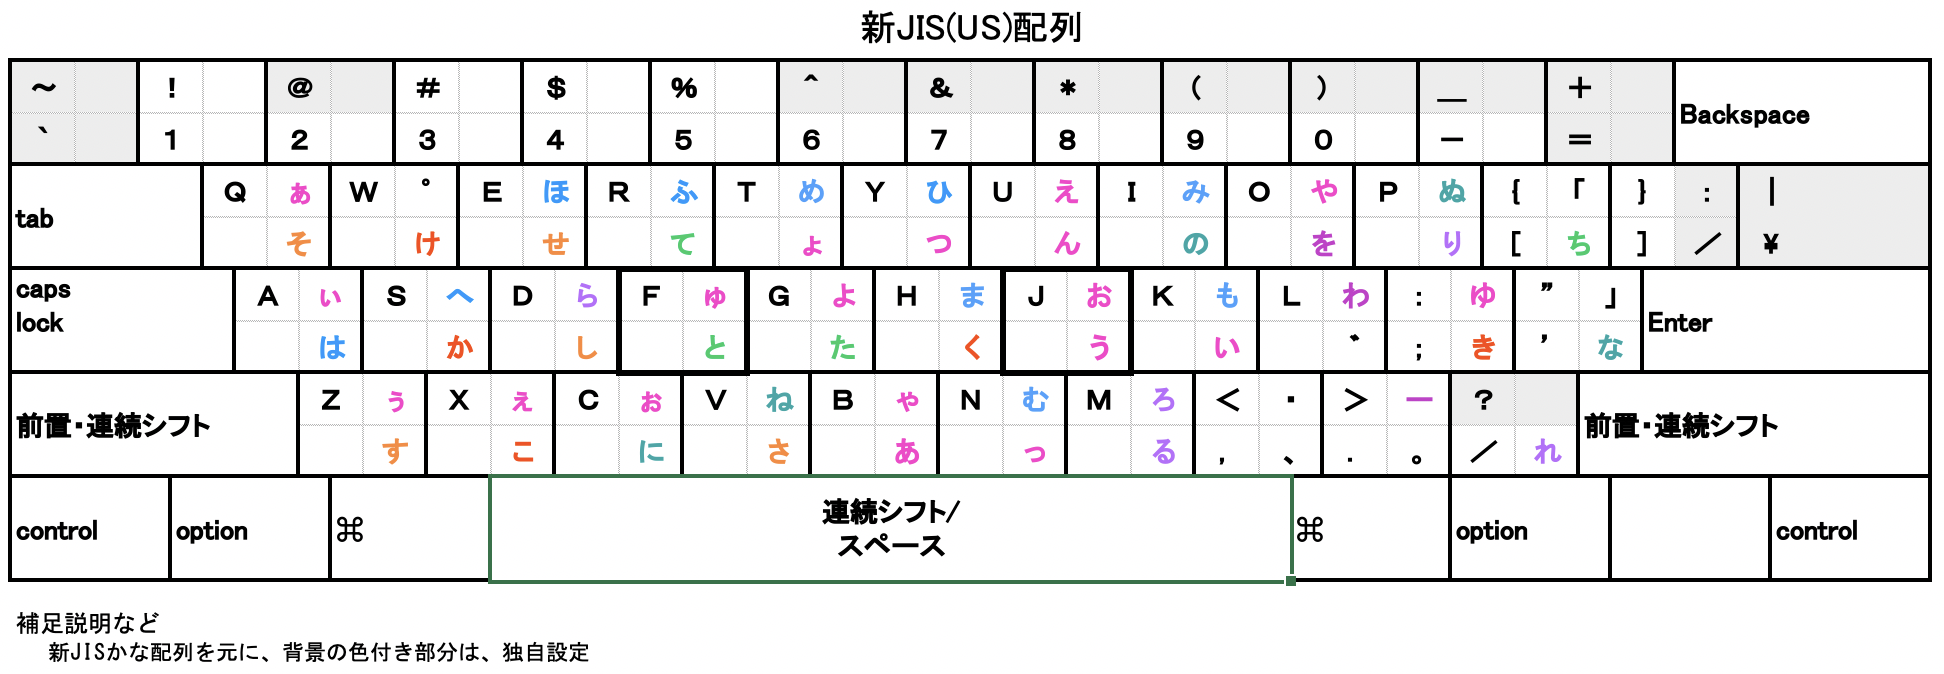 新JIS(US)配列
～ ! @ # $ % ^ & * ( ) ＿ ＋ Backspace
` 1 2 3 4 5 6 7 8 9 0 － ＝
tab Q ぁ W ゜ E ほ R ふ T め Y ひ U え I み O や P ぬ { 「 } : |
そ け せ て ょ つ ん の を り [ ち ] ／ ¥
caps lock A ぃ S へ D ら F ゅ G よ H ま J お K も L わ : ゆ ” 」 Enter
は か し と た く う い ゛ ; き ’ な
前置・連続シフト Z ぅ X ぇ C ぉ V ね B ゃ N む M ろ ＜ ・ ＞ ー ? 前置・連続シフト
す こ に さ あ っ る , 、 . 。 ／ れ
control option ⌘ 連続シフト/ ⌘ option control
スペース
補足説明など
新JISかな配列を元に、背景の色付き部分は、独自設定